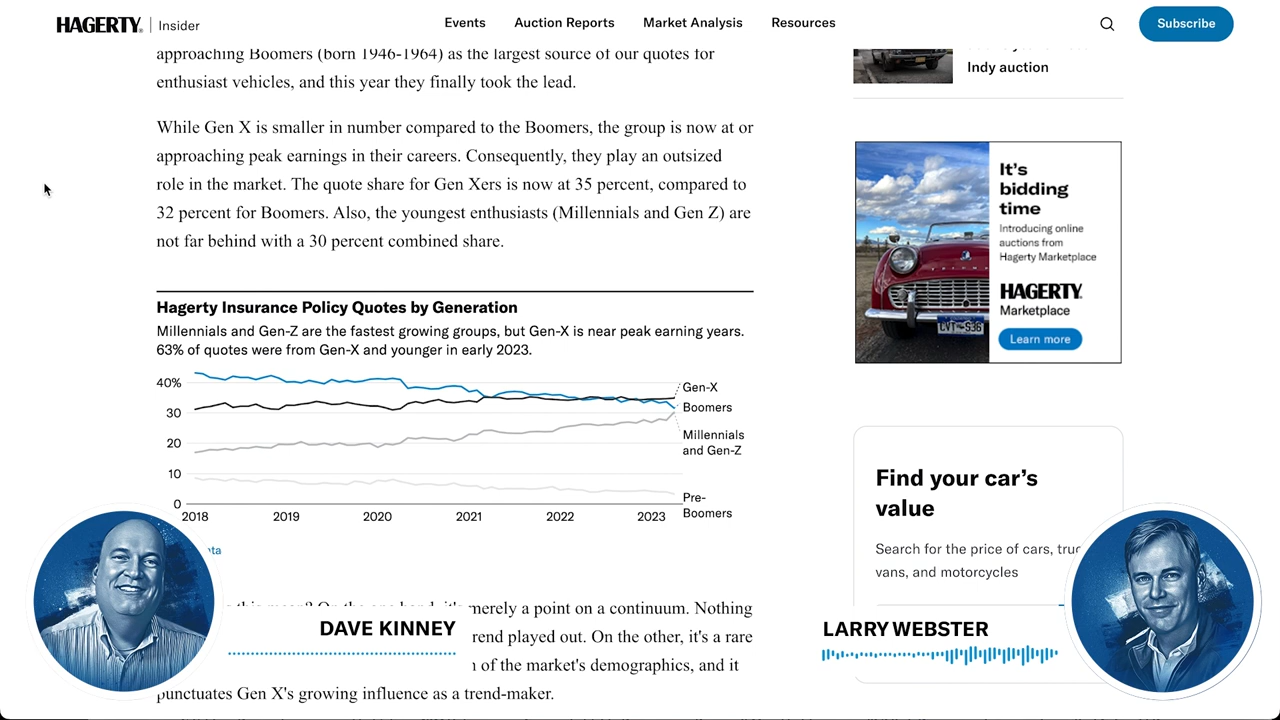 HAGERTY. | Insider
Events
Auction Reports
Market Analysis
Resources
Subscribe
approaching Boomers (born 1946-1964) as the largest source of our quotes for
enthusiast vehicles, and this year they finally took the lead.
While Gen X is smaller in number compared to the Boomers, the group is now at or
approaching peak earnings in their careers. Consequently, they play an outsized
role in the market. The quote share for Gen Xers is now at 35 percent, compared to
32 percent for Boomers. Also, the youngest enthusiasts (Millennials and Gen Z) are
not far behind with a 30 percent combined share.
Hagerty Insurance Policy Quotes by Generation
Millennials and Gen-Z are the fastest growing groups, but Gen-X is near peak earning years.
63% of quotes were from Gen-X and younger in early 2023.
40%
30
20
10
0
2018
2019
2020
2021
2022
2023
Gen-X
Boomers
Millennials
and Gen-Z
Pre-
Boomers
merely a point on a continuum. Nothing
trend played out. On the other, it's a rare
of the market's demographics, and it
punctuates Gen X's growing influence as a trend-maker.
Indy auction
It's
bidding
time
Introducing online
auctions from
Hagerty Marketplace
HAGERTY.
Marketplace
Learn more
TRIUMPH
Find your car's
value
Search for the price of cars, truc
vans, and motorcycles
DAVE KINNEY
LARRY WEBSTER